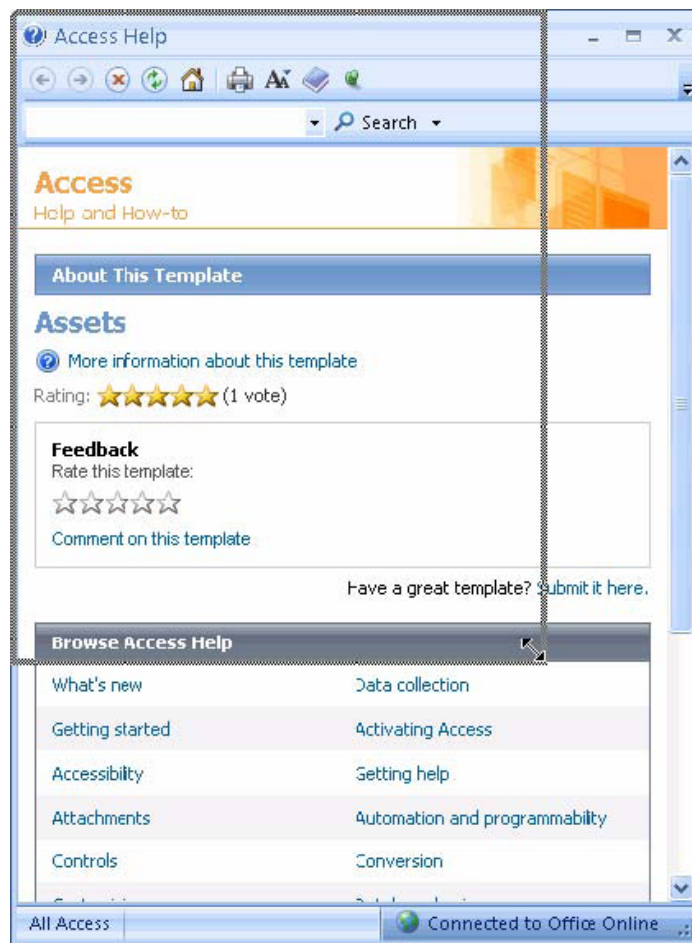 Access Help
Search
Access
Help and How-to
About This Template
Assets
More information about this template
Rating: (1 vote)
Feedback
Rate this template:
Comment on this template
Have a great template? Submit it here.
Browse Access Help
What's new Data collection
Getting started Activating Access
Accessibility Getting help
Attachments Automation and programmability
Controls Conversion
All Access Connected to Office Online